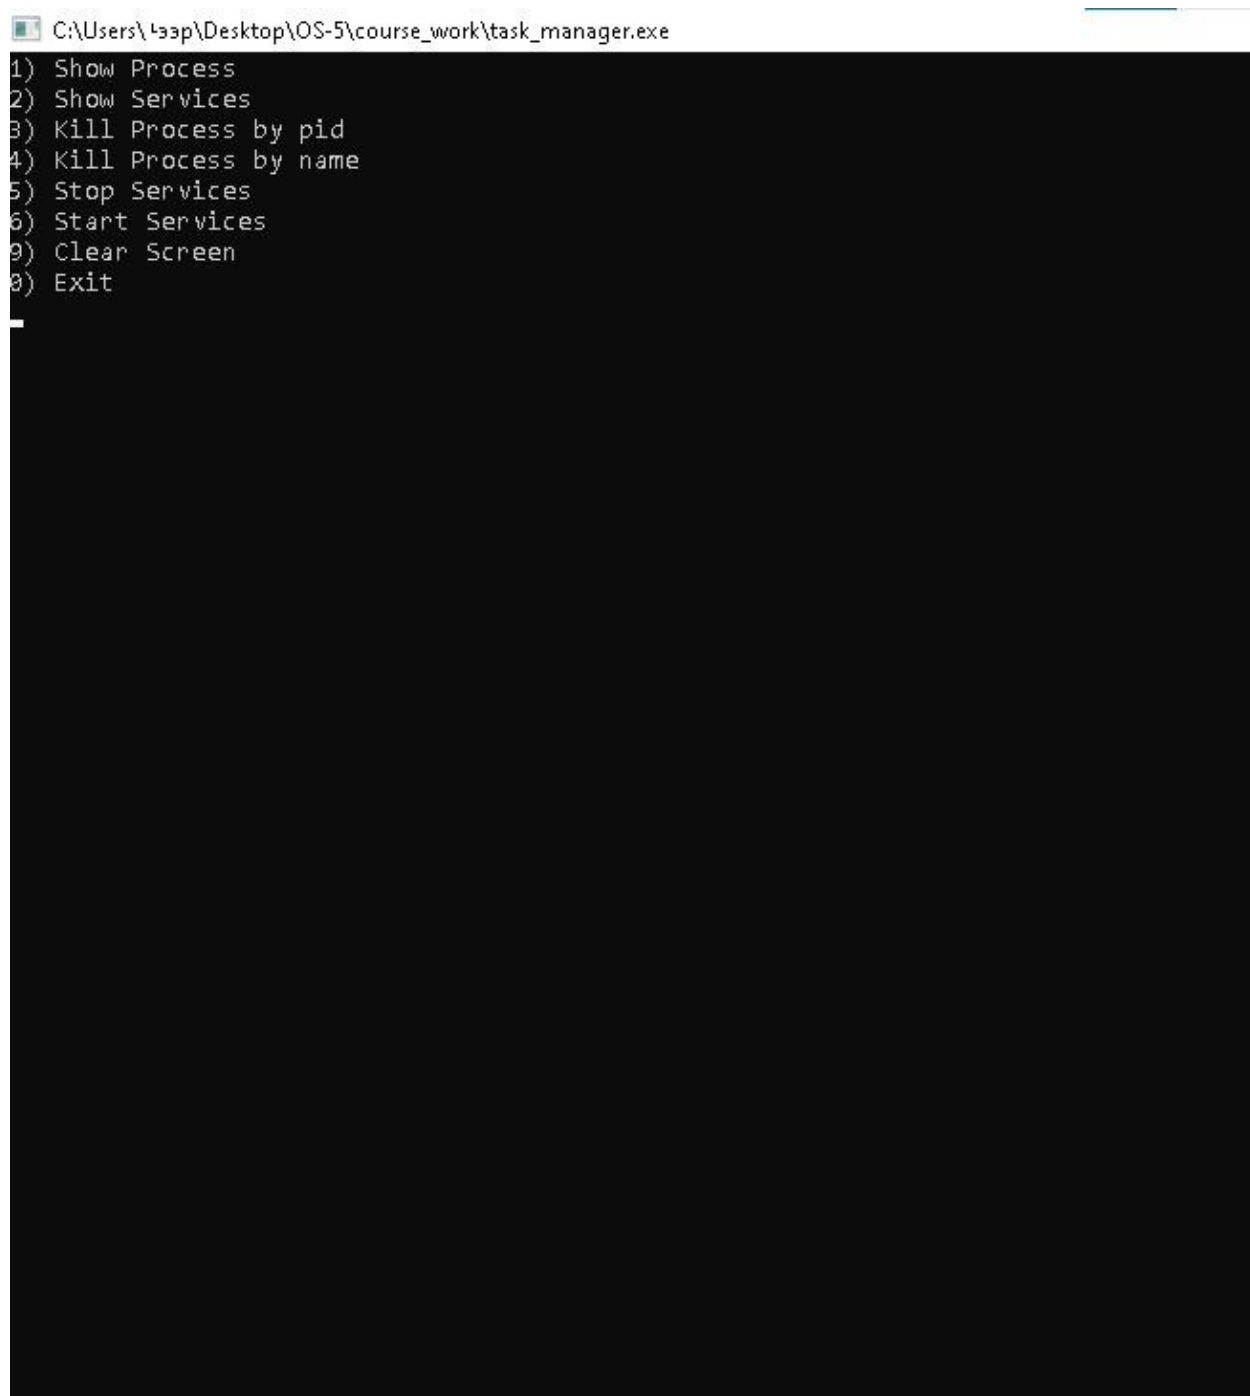 C:\Users\ Ⴗззр\Desktop\OS-5\course_work\task_manager.exe
1) Show Process
2) Show Services
3) Kill Process by pid
4) Kill Process by name
5) Stop Services
6) Start Services
9) Clear Screen
0) Exit